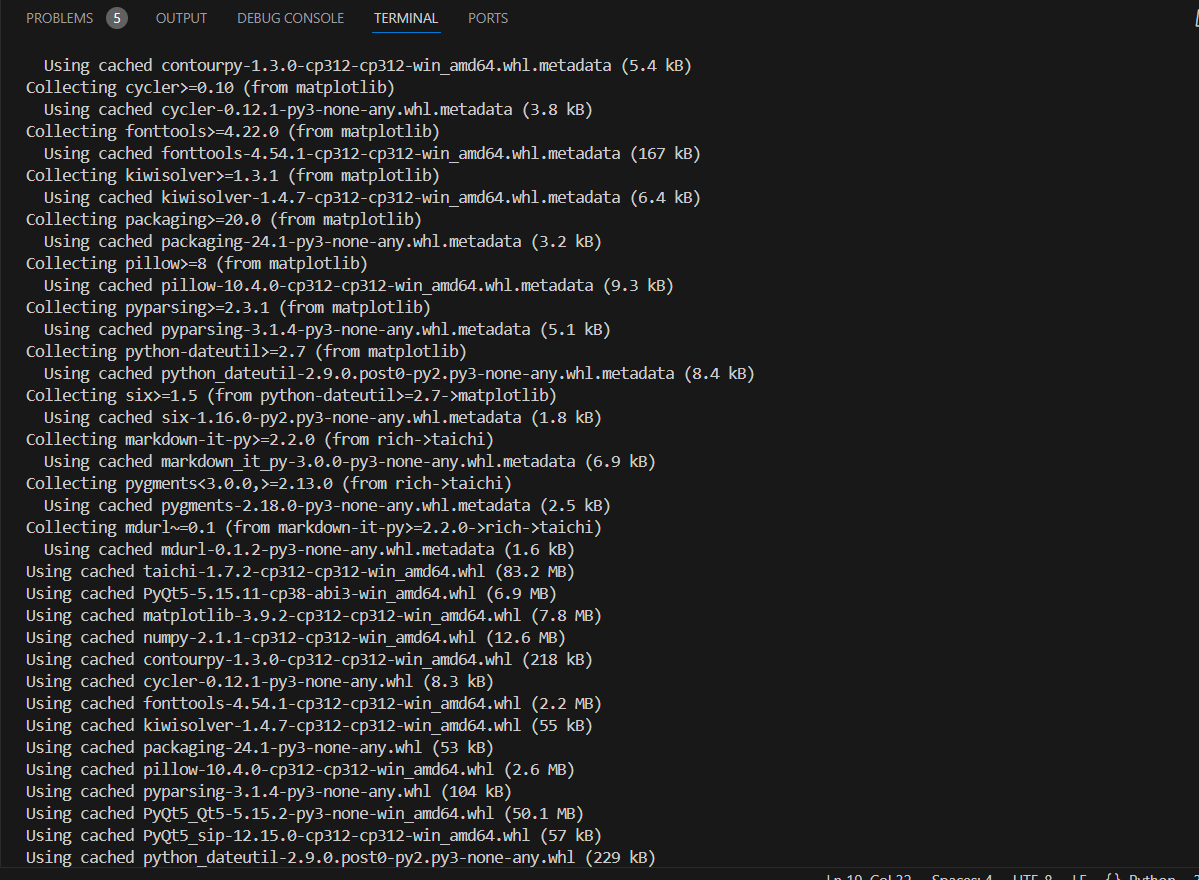 PROBLEMS 5 OUTPUT DEBUG CONSOLE TERMINAL PORTS
Using cached contourpy-1.3.0-cp312-cp312-win_amd64.whl.metadata (5.4 kB)
Collecting cycler>=0.10 (from matplotlib)
Using cached cycler-0.12.1-py3-none-any.whl.metadata (3.8 kB)
Collecting fonttools>=4.22.0 (from matplotlib)
Using cached fonttools-4.54.1-cp312-cp312-win_amd64.whl.metadata (167 kB)
Collecting kiwisolver>=1.3.1 (from matplotlib)
Using cached kiwisolver-1.4.7-cp312-cp312-win_amd64.whl.metadata (6.4 kB)
Collecting packaging>=20.0 (from matplotlib)
Using cached packaging-24.1-py3-none-any.whl.metadata (3.2 kB)
Collecting pillow>=8 (from matplotlib)
Using cached pillow-10.4.0-cp312-cp312-win_amd64.whl.metadata (9.3 kB)
Collecting pyparsing>=2.3.1 (from matplotlib)
Using cached pyparsing-3.1.4-py3-none-any.whl.metadata (5.1 kB)
Collecting python-dateutil>=2.7 (from matplotlib)
Using cached python_dateutil-2.9.0.post0-py2.py3-none-any.whl.metadata (8.4 kB)
Collecting six>=1.5 (from python-dateutil>=2.7->matplotlib)
Using cached six-1.16.0-py2.py3-none-any.whl.metadata (1.8 kB)
Collecting markdown-it-py>=2.2.0 (from rich->taichi)
Using cached markdown_it_py-3.0.0-py3-none-any.whl.metadata (6.9 kB)
Collecting pygments<3.0.0,>=2.13.0 (from rich->taichi)
Using cached pygments-2.18.0-py3-none-any.whl.metadata (2.5 kB)
Collecting mdurl~=0.1 (from markdown-it-py>=2.2.0->rich->taichi)
Using cached mdurl-0.1.2-py3-none-any.whl.metadata (1.6 kB)
Using cached taichi-1.7.2-cp312-cp312-win_amd64.whl (83.2 MB)
Using cached PyQt5-5.15.11-cp38-abi3-win_amd64.whl (6.9 MB)
Using cached matplotlib-3.9.2-cp312-cp312-win_amd64.whl (7.8 MB)
Using cached numpy-2.1.1-cp312-cp312-win_amd64.whl (12.6 MB)
Using cached contourpy-1.3.0-cp312-cp312-win_amd64.whl (218 kB)
Using cached cycler-0.12.1-py3-none-any.whl (8.3 kB)
Using cached fonttools-4.54.1-cp312-cp312-win_amd64.whl (2.2 MB)
Using cached kiwisolver-1.4.7-cp312-cp312-win_amd64.whl (55 kB)
Using cached packaging-24.1-py3-none-any.whl (53 kB)
Using cached pillow-10.4.0-cp312-cp312-win_amd64.whl (2.6 MB)
Using cached pyparsing-3.1.4-py3-none-any.whl (104 kB)
Using cached PyQt5_Qt5-5.15.2-py3-none-win_amd64.whl (50.1 MB)
Using cached PyQt5_sip-12.15.0-cp312-cp312-win_amd64.whl (57 kB)
Using cached python_dateutil-2.9.0.post0-py2.py3-none-any.whl (229 kB)
Ln 19, Col 32 Spaces: 4 UTF-8 LF {} Python